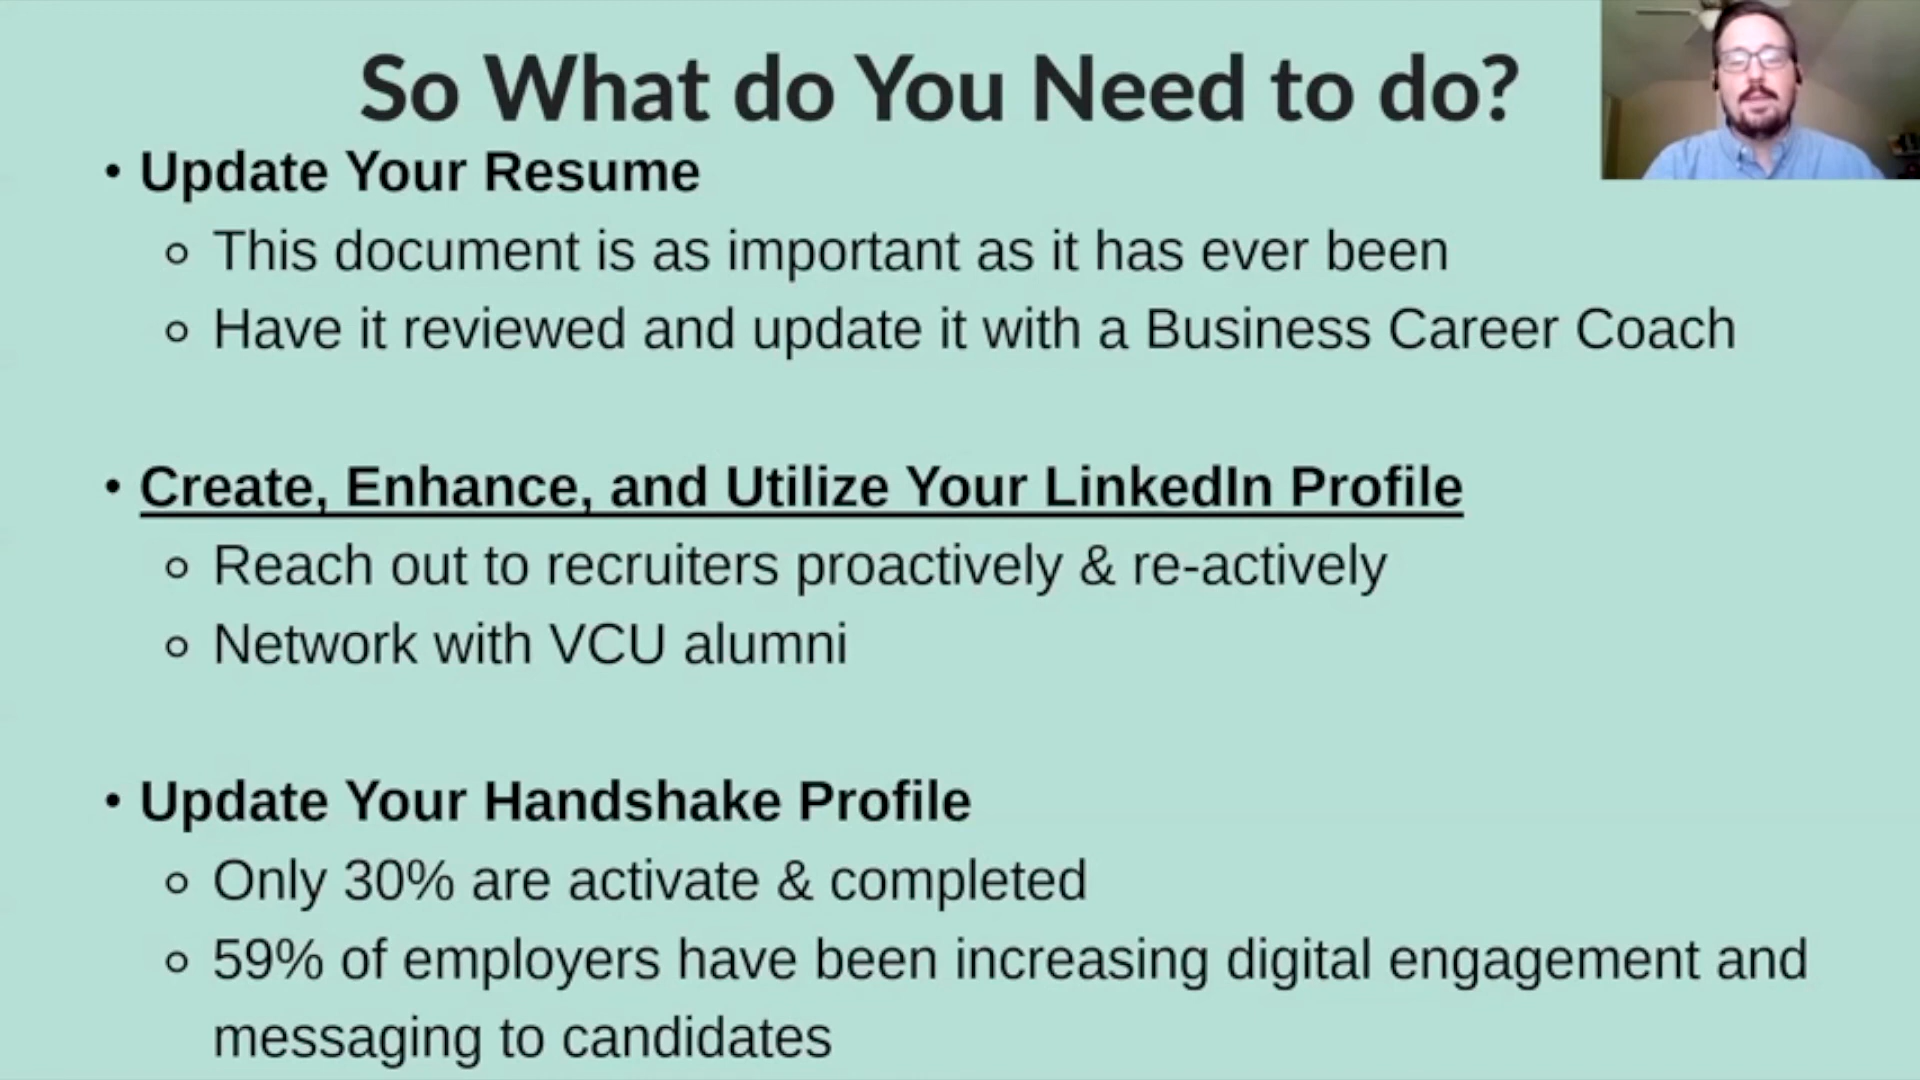 So What do You Need to do?
• Update Your Resume
○ This document is as important as it has ever been
○ Have it reviewed and update it with a Business Career Coach
• Create, Enhance, and Utilize Your LinkedIn Profile
○ Reach out to recruiters proactively & re-actively
○ Network with VCU alumni
• Update Your Handshake Profile
○ Only 30% are activate & completed
○ 59% of employers have been increasing digital engagement and
messaging to candidates